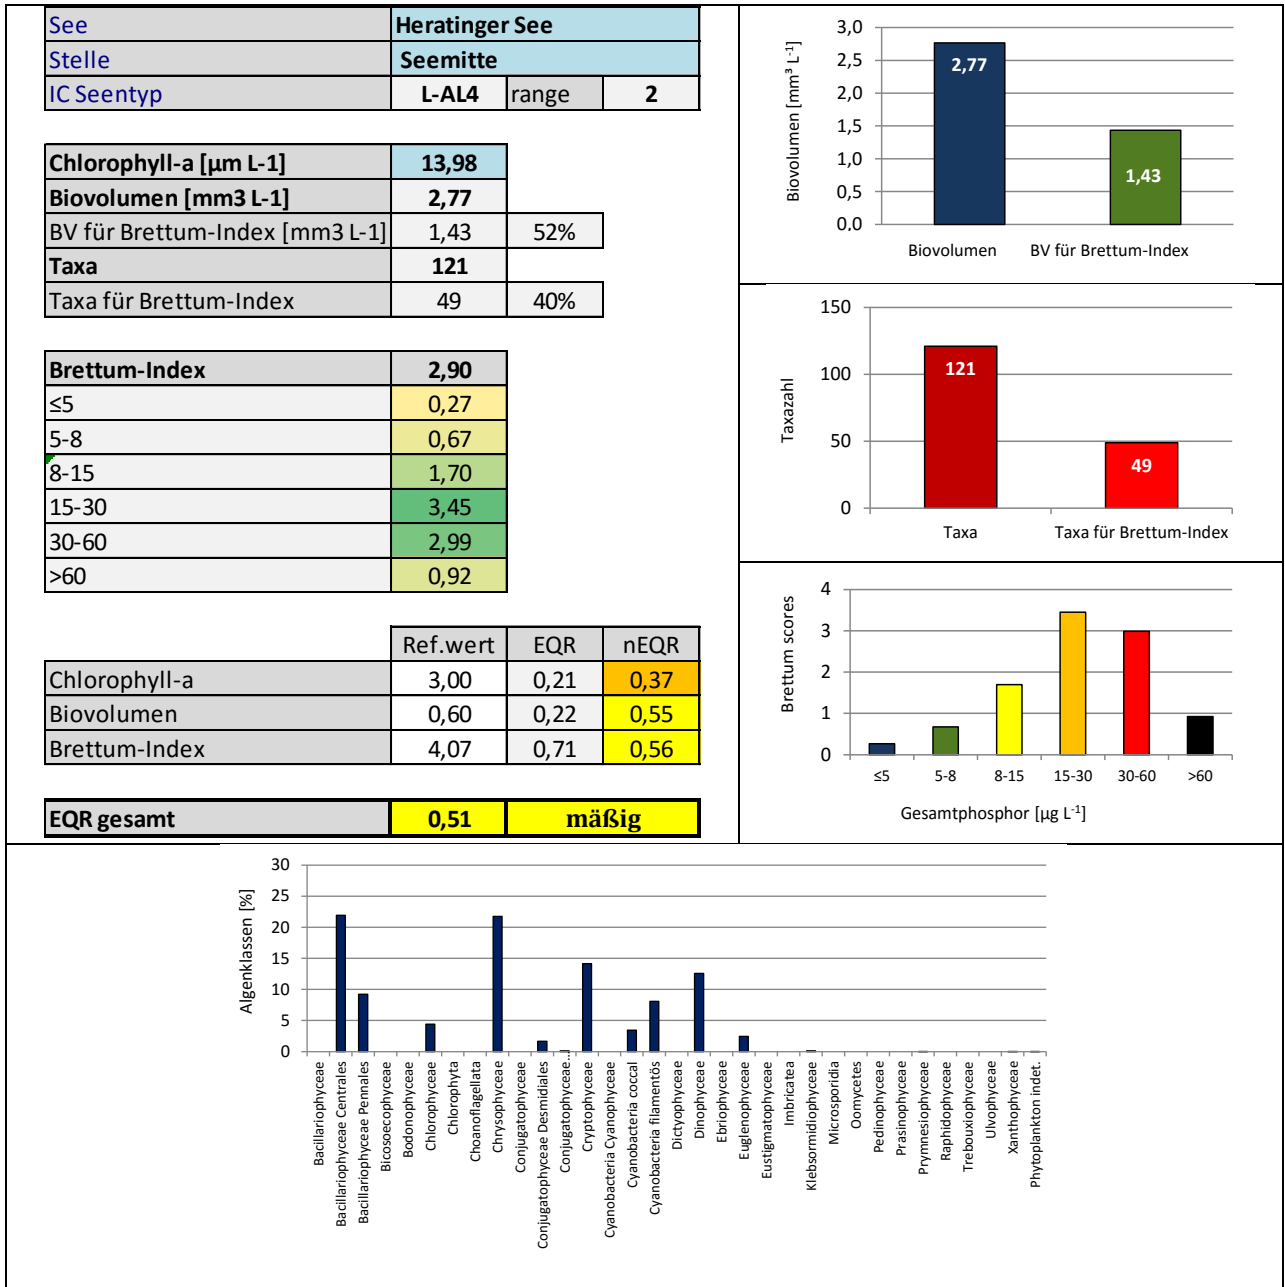 See Heratinger See
Stelle Seemitte
IC Seentyp L-AL4 range 2
Chlorophyll-a [µm L-1] 13,98
Biovolumen [mm3 L-1] 2,77
BV für Brettum-Index [mm3 L-1] 1,43 52%
Taxa 121
Taxa für Brettum-Index 49 40%
Brettum-Index 2,90
≤5 0,27
5-8 0,67
8-15 1,70
15-30 3,45
30-60 2,99
>60 0,92
Ref.wert EQR nEQR
Chlorophyll-a 3,00 0,21 0,37
Biovolumen 0,60 0,22 0,55
Brettum-Index 4,07 0,71 0,56
EQR gesamt 0,51 mäßig
Biovolumen [mm³ L-1]
3,0
2,5
2,0
1,5
1,0
0,5
0,0
2,77
1,43
Biovolumen BV für Brettum-Index
Taxazahl
150
100
50
0
121
49
Taxa Taxa für Brettum-Index
Brettum scores
4
3
2
1
0
≤5 5-8 8-15 15-30 30-60 >60
Gesamtphosphor [µg L-1]
Algenklassen [%]
30
25
20
15
10
5
0
Bacillariophyceae
Bacillariophyceae Centrales
Bacillariophyceae Pennales
Bicosoecophyceae
Bodonophyceae
Chlorophyceae
Chlorophyta
Choanoflagellata
Chrysophyceae
Conjugatophyceae
Conjugatophyceae Desmidiales
Conjugatophyceae...
Cryptophyceae
Cyanobacteria Cyanophyceae
Cyanobacteria coccal
Cyanobacteria filamentös
Dictyophyceae
Dinophyceae
Ebriophyceae
Euglenophyceae
Eustigmatophyceae
Imbricatea
Klebsormidiophyceae
Microsporidia
Oomycetes
Pedinophyceae
Prasinophyceae
Prymnesiophyceae
Raphidophyceae
Trebouxiophyceae
Ulvophyceae
Xanthophyceae
Phytoplankton indet.